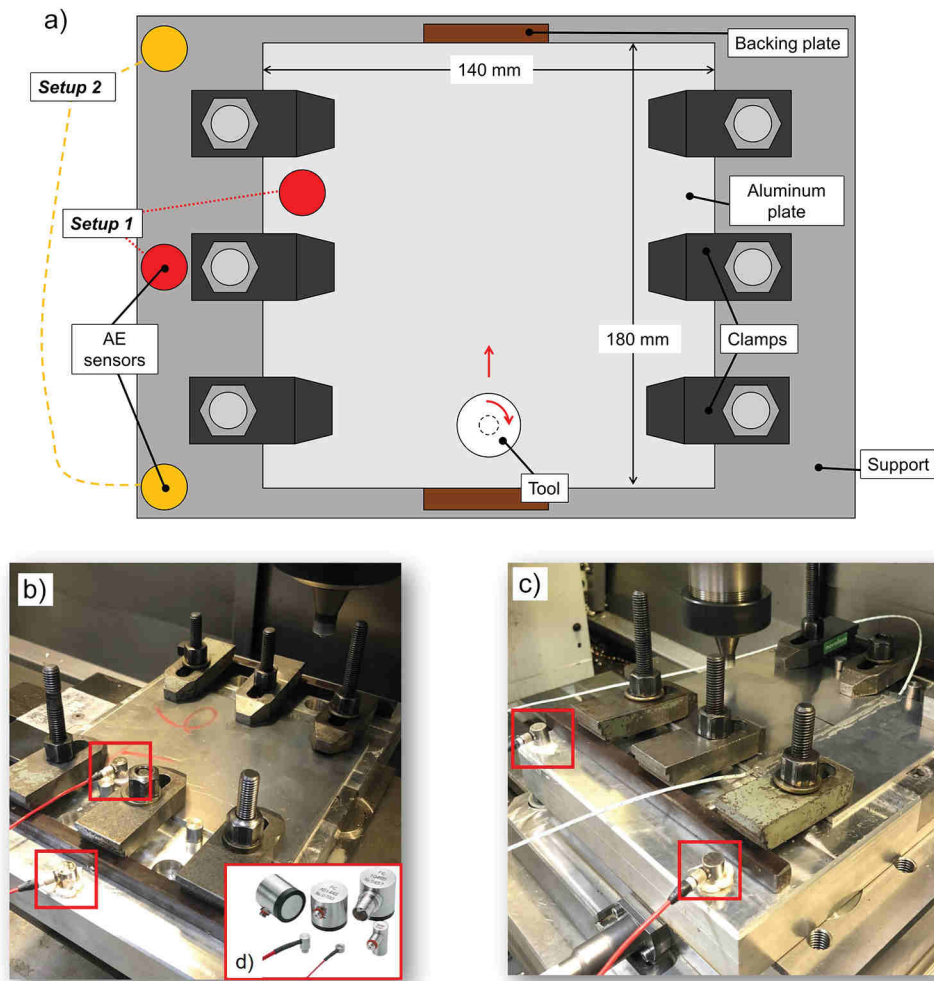 a)
Backing plate
140 mm
Setup 2
Aluminum
plate
Setup 1
AE
sensors
180 mm
Clamps
Tool
Support
b)
c)
d)